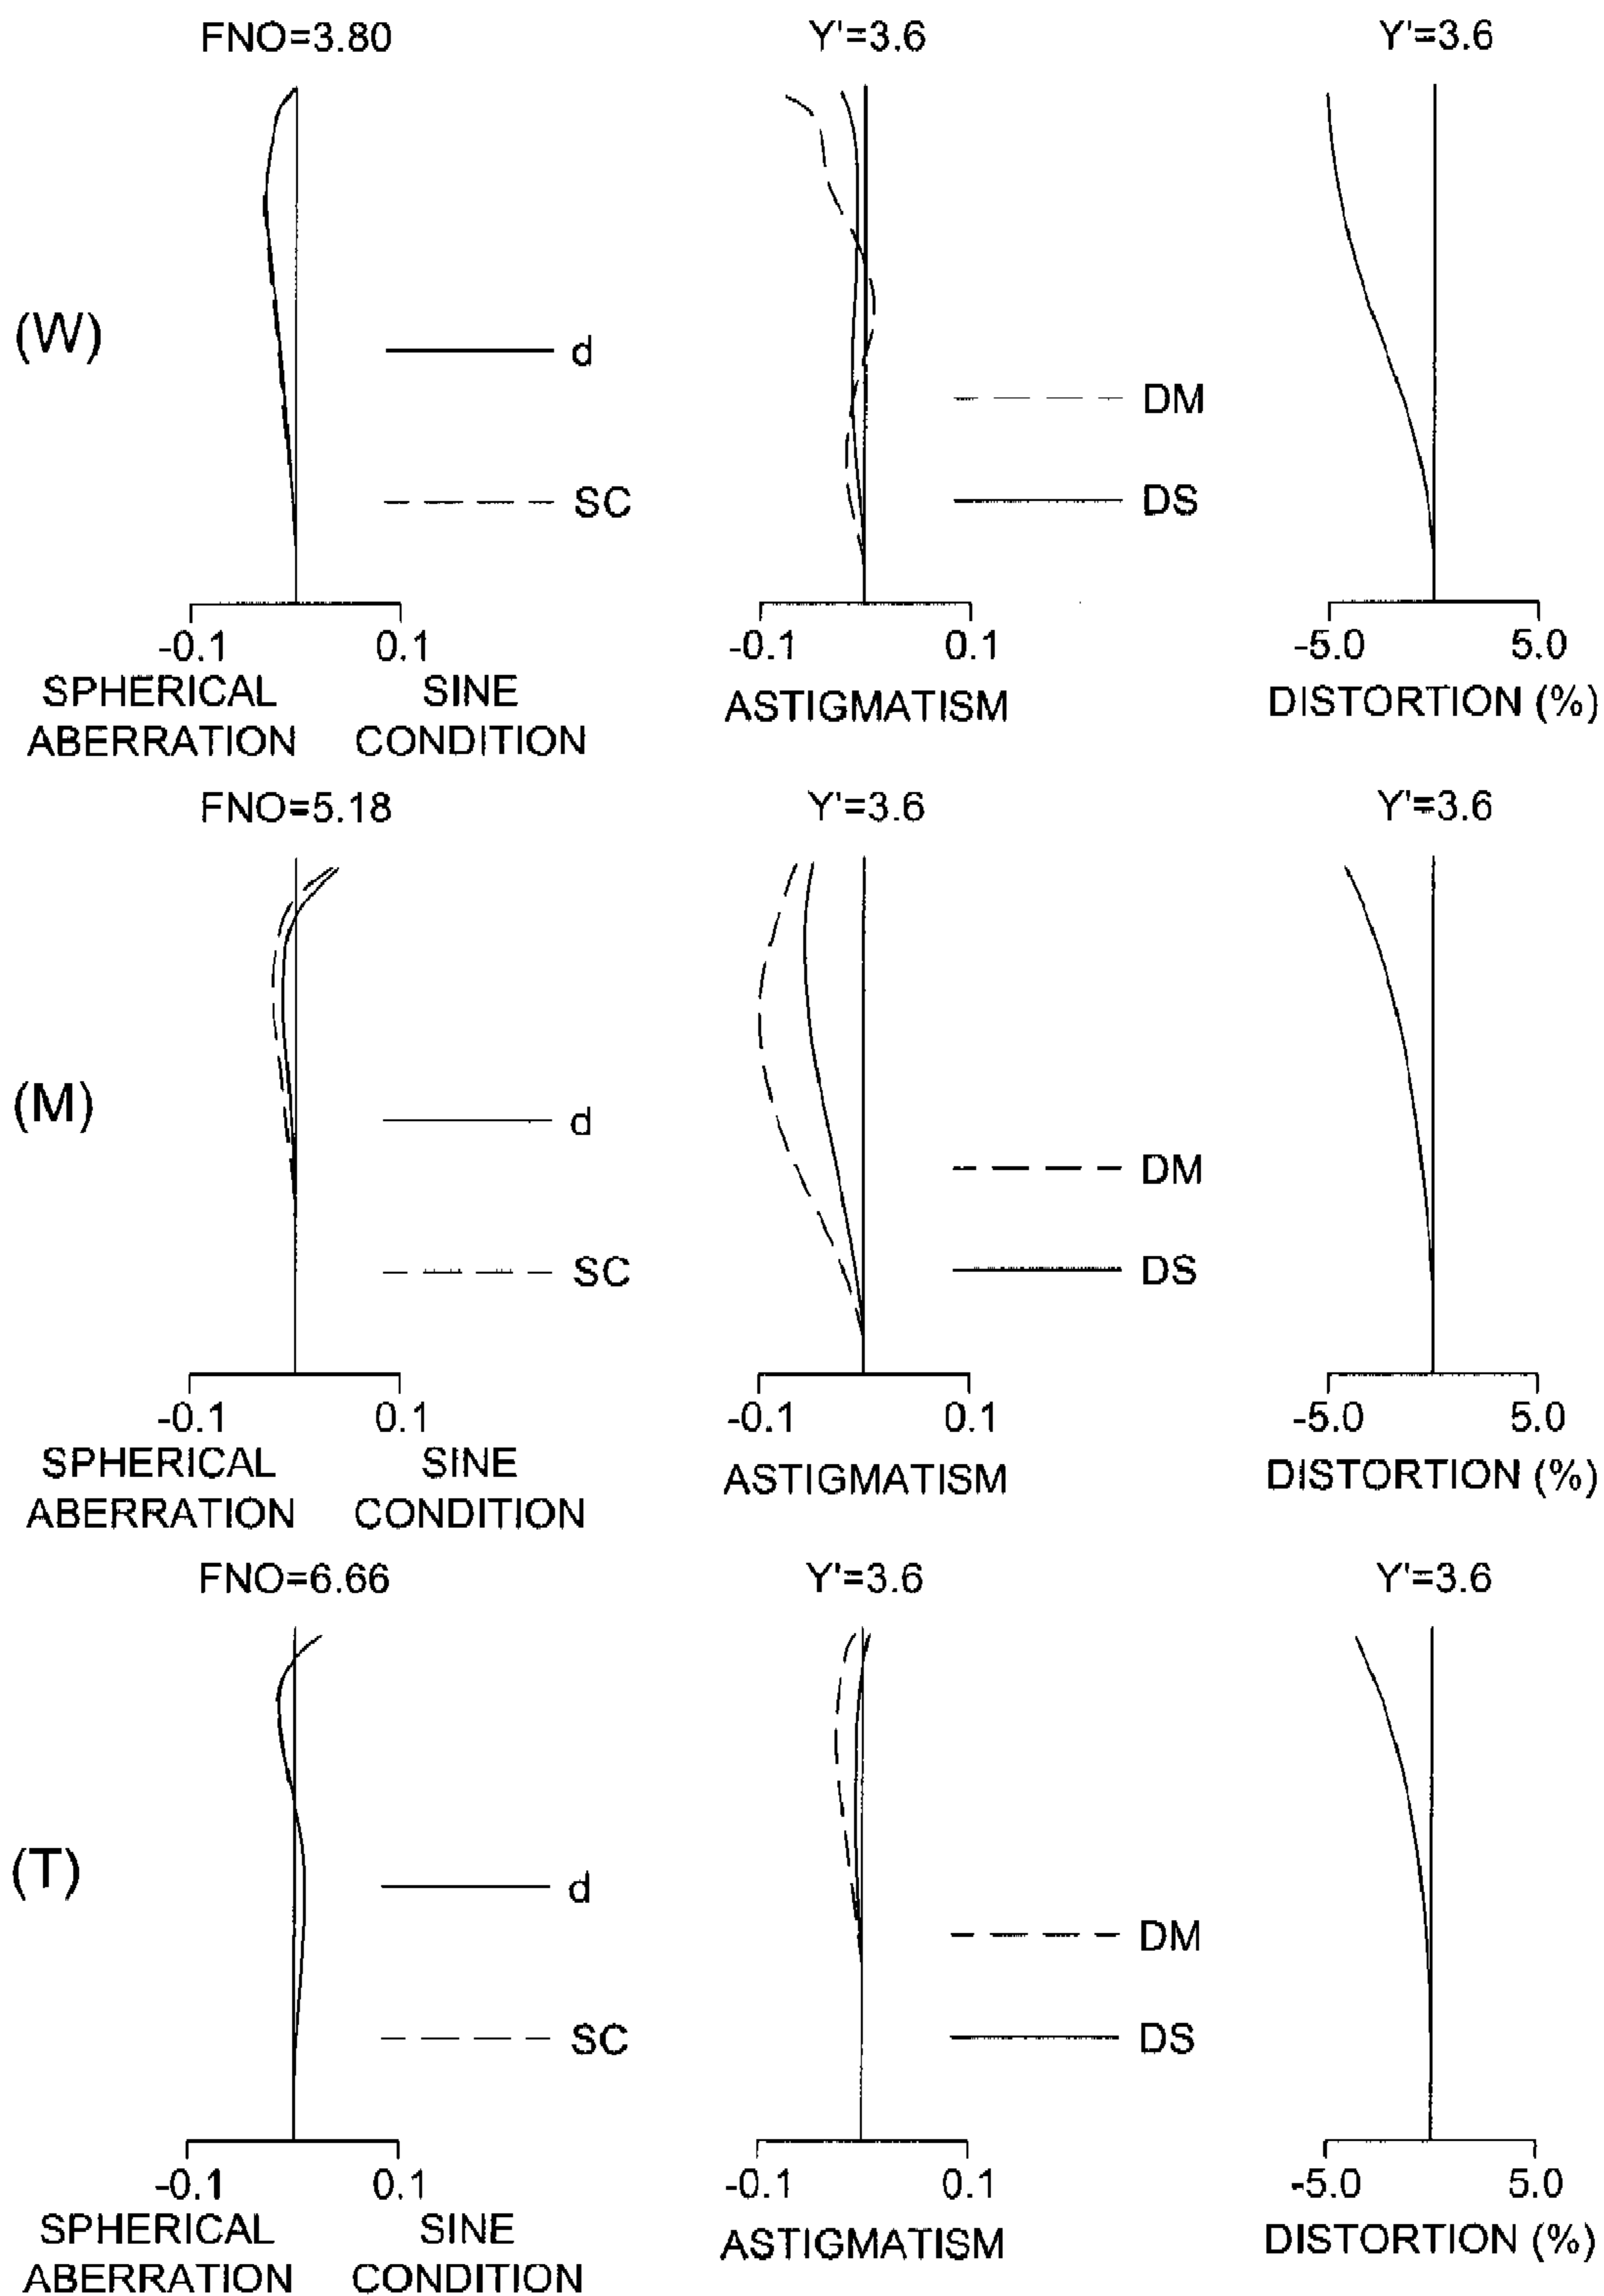 FNO=3.80 Y'=3.6 Y'=3.6
(W)
d
SC
DM
DS
-0.1 0.1 -0.1 0.1 -5.0 5.0
SPHERICAL SINE
ABERRATION CONDITION
ASTIGMATISM
DISTORTION (%)
FNO=5.18 Y'=3.6 Y'=3.6
(M)
d
SC
DM
DS
-0.1 0.1 -0.1 0.1 -5.0 5.0
SPHERICAL SINE
ABERRATION CONDITION
ASTIGMATISM
DISTORTION (%)
FNO=6.66 Y'=3.6 Y'=3.6
(T)
d
SC
DM
DS
-0.1 0.1 -0.1 0.1 -5.0 5.0
SPHERICAL SINE
ABERRATION CONDITION
ASTIGMATISM
DISTORTION (%)